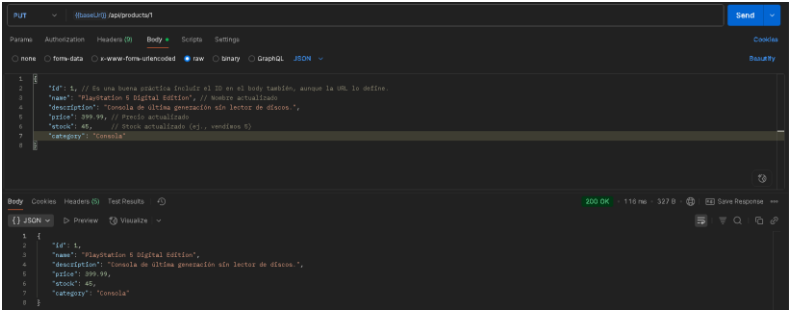 PUT {{baseUrl}} /api/products/1 Send
Params Authorization Headers (9) Body Scripts Settings Cookies
none form-data x-www-form-urlencoded raw binary GraphQL JSON Beautify
1 {
2 "id": 1, // Es una buena práctica incluir el ID en el body también, aunque la URL lo define.
3 "name": "PlayStation 5 Digital Edition", // Nombre actualizado
4 "description": "Consola de última generación sin lector de discos.",
5 "price": 399.99, // Precio actualizado
6 "stock": 45, // Stock actualizado (ej., vendimos 5)
7 "category": "Consola"
8 }
Body Cookies Headers (5) Test Results 200 OK 116 ms 327 B Save Response
{} JSON Preview Visualize
1 {
2 "id": 1,
3 "name": "PlayStation 5 Digital Edition",
4 "description": "Consola de última generación sin lector de discos.",
5 "price": 399.99,
6 "stock": 45,
7 "category": "Consola"
8 }